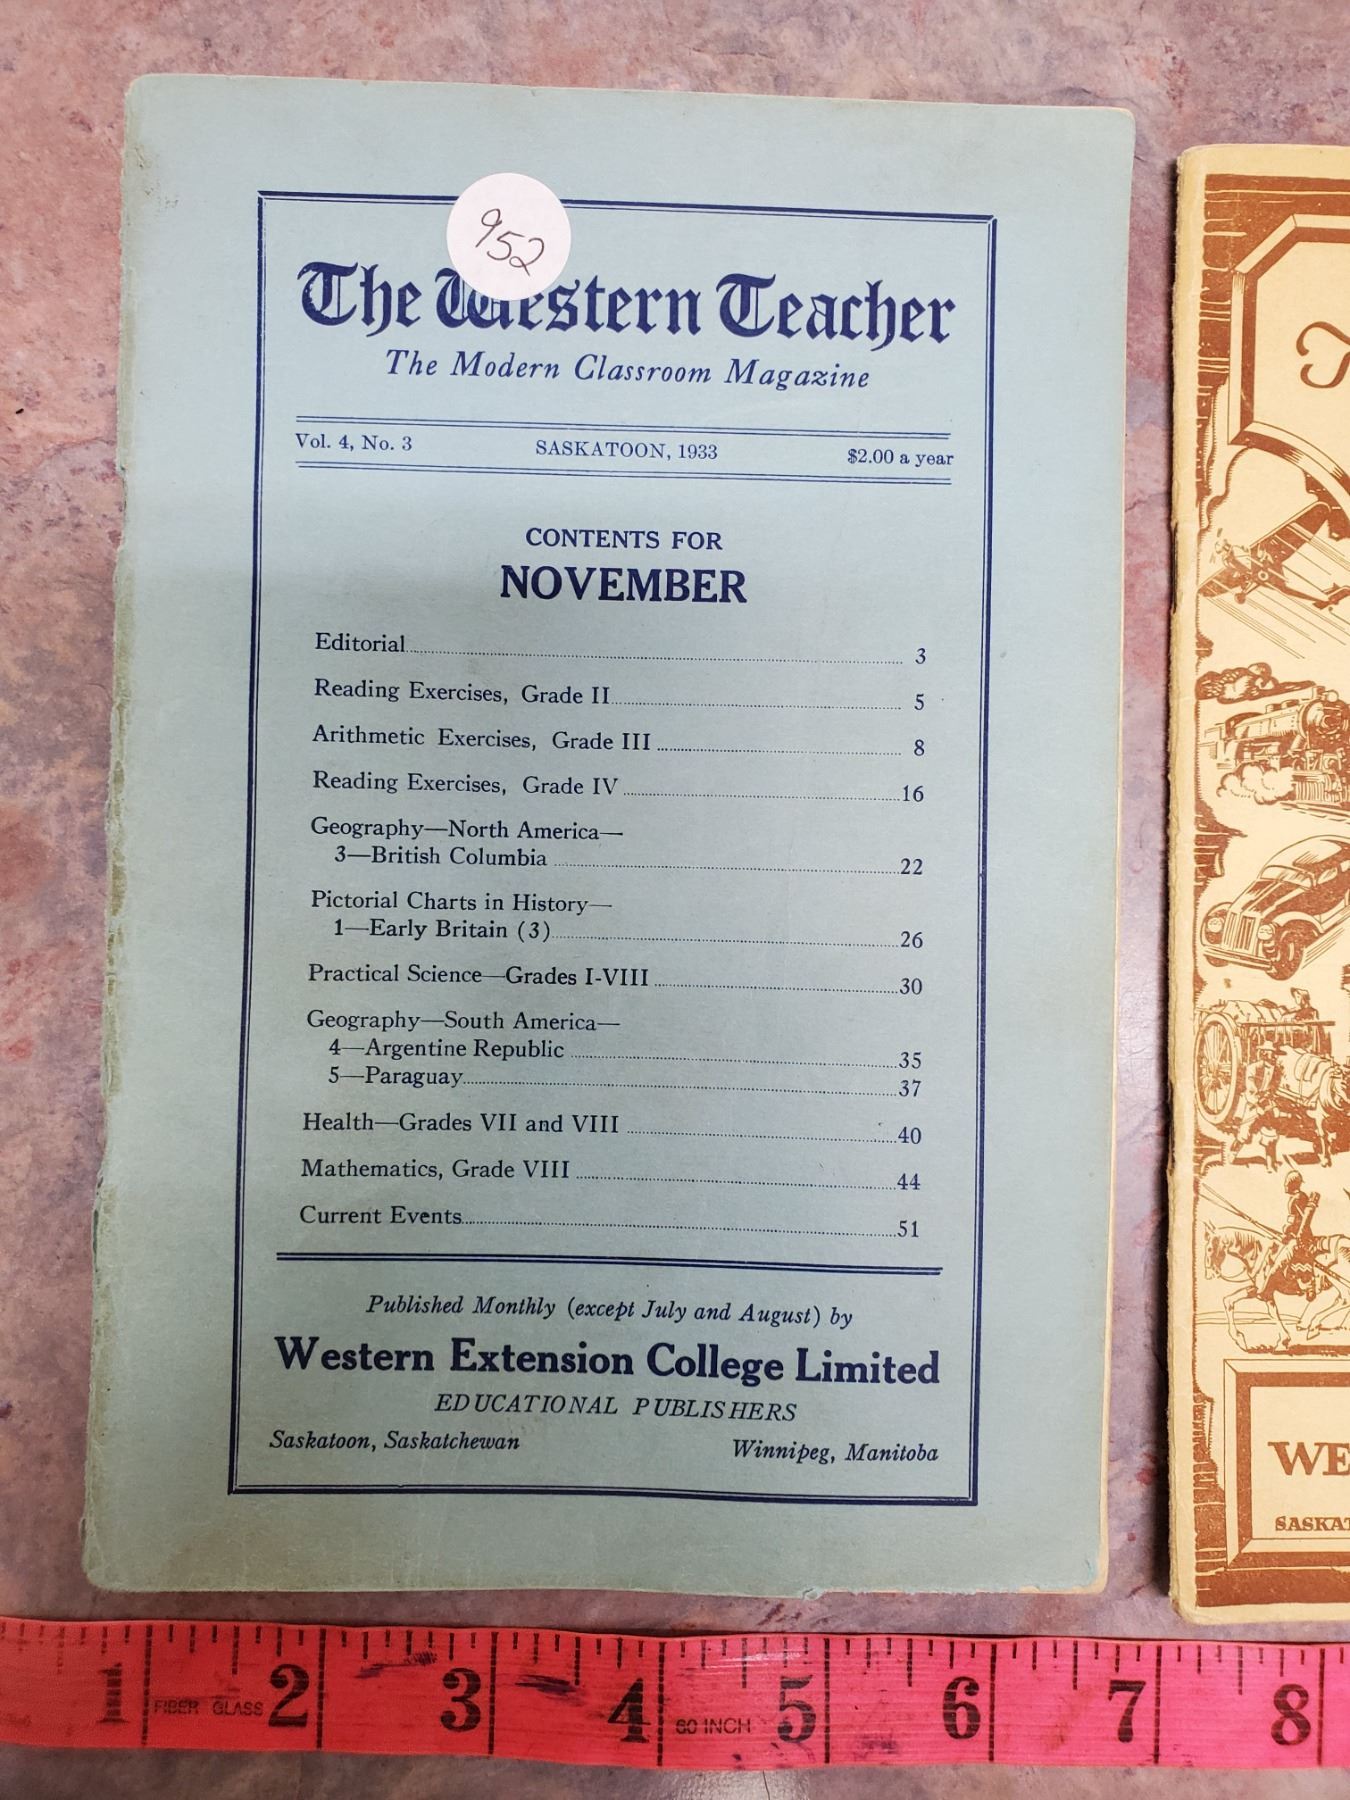 952
The Western Teacher
The Modern Classroom Magazine
Vol. 4, No. 3 SASKATOON, 1933 $2.00 a year
CONTENTS FOR
NOVEMBER
Editorial 3
Reading Exercises, Grade II 5
Arithmetic Exercises, Grade III 8
Reading Exercises, Grade IV 16
Geography—North America—
3—British Columbia 22
Pictorial Charts in History—
1—Early Britain (3) 26
Practical Science—Grades I-VIII 30
Geography—South America—
4—Argentine Republic 35
5—Paraguay 37
Health—Grades VII and VIII 40
Mathematics, Grade VIII 44
Current Events 51
Published Monthly (except July and August) by
Western Extension College Limited
EDUCATIONAL PUBLISHERS
Saskatoon, Saskatchewan Winnipeg, Manitoba
WE
SASKAT
1 FIBER GLASS 2 3 4 60 INCH 5 6 7 8